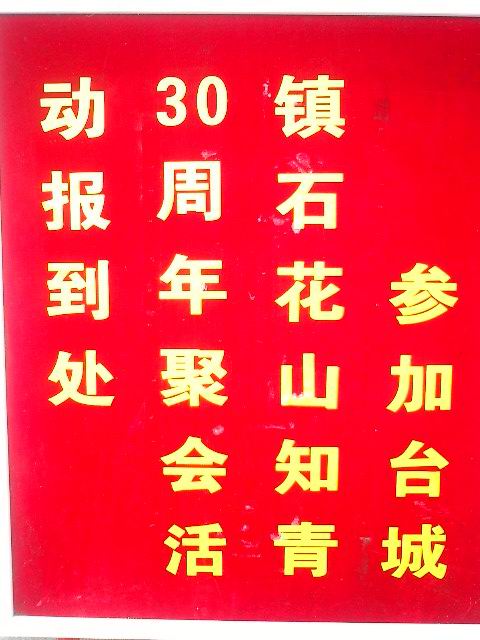 参加台城
镇石花山知青
30周年聚会活
动报到处